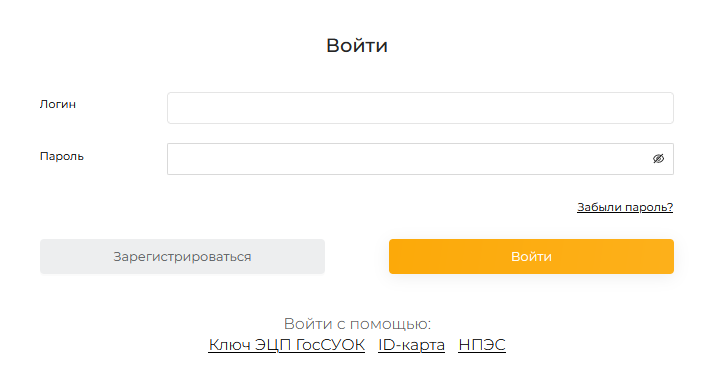 Войти
Логин
Пароль
Забыли пароль?
Зарегистрироваться Войти
Войти с помощью:
Ключ ЭЦП ГосСУОК ID-карта НПЭС